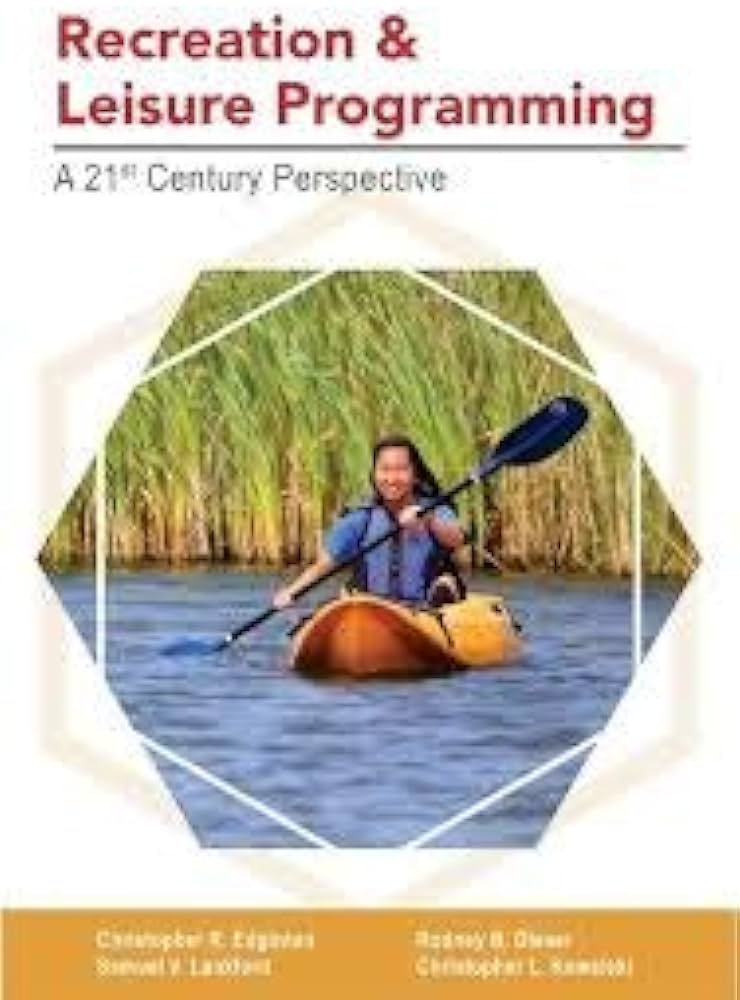 Recreation &
Leisure Programming
A 21st Century Perspective
Christopher R. Edginton
Rodney B. Dieser
Samuel V. Lankford
Christopher L. Kowalski